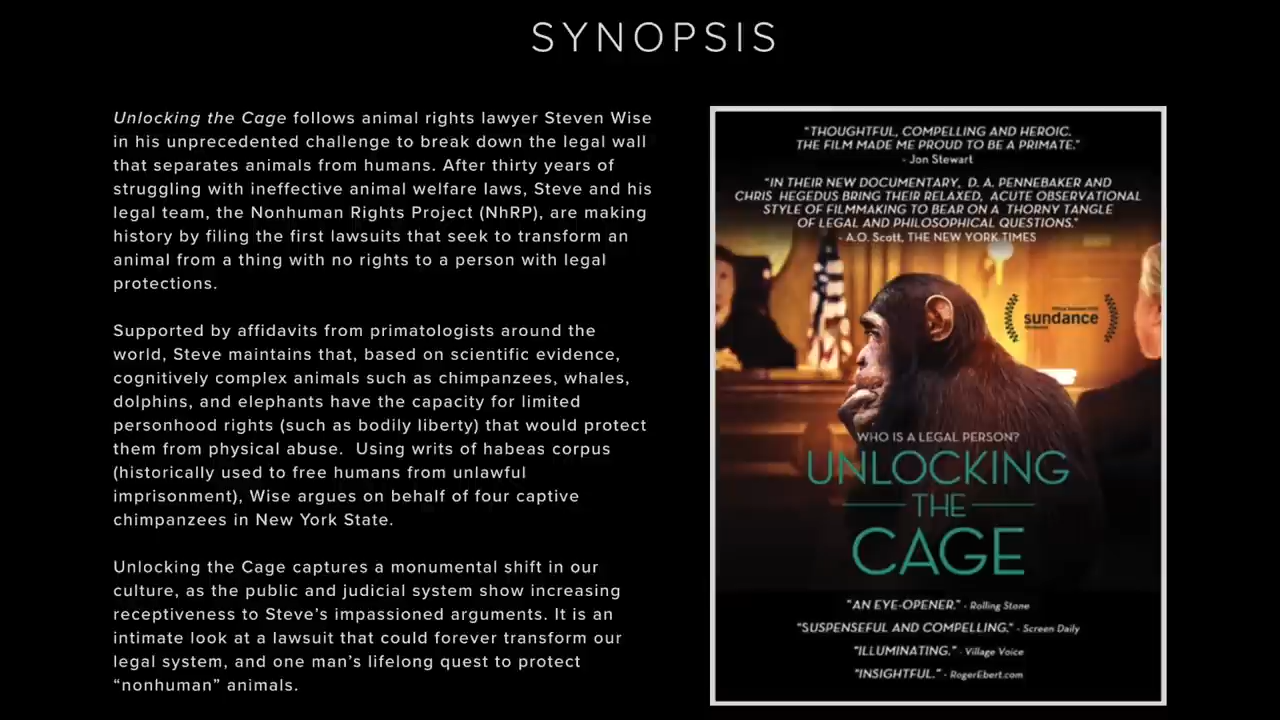 SYNOPSIS
Unlocking the Cage follows animal rights lawyer Steven Wise
in his unprecedented challenge to break down the legal wall
that separates animals from humans. After thirty years of
struggling with ineffective animal welfare laws, Steve and his
legal team, the Nonhuman Rights Project (NhRP), are making
history by filing the first lawsuits that seek to transform an
animal from a thing with no rights to a person with legal
protections.
Supported by affidavits from primatologists around the
world, Steve maintains that, based on scientific evidence,
cognitively complex animals such as chimpanzees, whales,
dolphins, and elephants have the capacity for limited
personhood rights (such as bodily liberty) that would protect
them from physical abuse.  Using writs of habeas corpus
(historically used to free humans from unlawful
imprisonment), Wise argues on behalf of four captive
chimpanzees in New York State.
Unlocking the Cage captures a monumental shift in our
culture, as the public and judicial system show increasing
receptiveness to Steve’s impassioned arguments. It is an
intimate look at a lawsuit that could forever transform our
legal system, and one man’s lifelong quest to protect
“nonhuman” animals.
“THOUGHTFUL, COMPELLING AND HEROIC.
THE FILM MADE ME PROUD TO BE A PRIMATE.”
- Jon Stewart
“IN THEIR NEW DOCUMENTARY, D. A. PENNEBAKER AND
CHRIS HEGEDUS BRING THEIR RELAXED, ACUTE OBSERVATIONAL
STYLE OF FILMMAKING TO BEAR ON A THORNY TANGLE
OF LEGAL AND PHILOSOPHICAL QUESTIONS.”
- A.O. Scott, THE NEW YORK TIMES
sundance
WHO IS A LEGAL PERSON?
UNLOCKING
THE
CAGE
“AN EYE-OPENER.” - Rolling Stone
“SUSPENSEFUL AND COMPELLING.” - Screen Daily
“ILLUMINATING.” - Village Voice
“INSIGHTFUL.” - RogerEbert.com